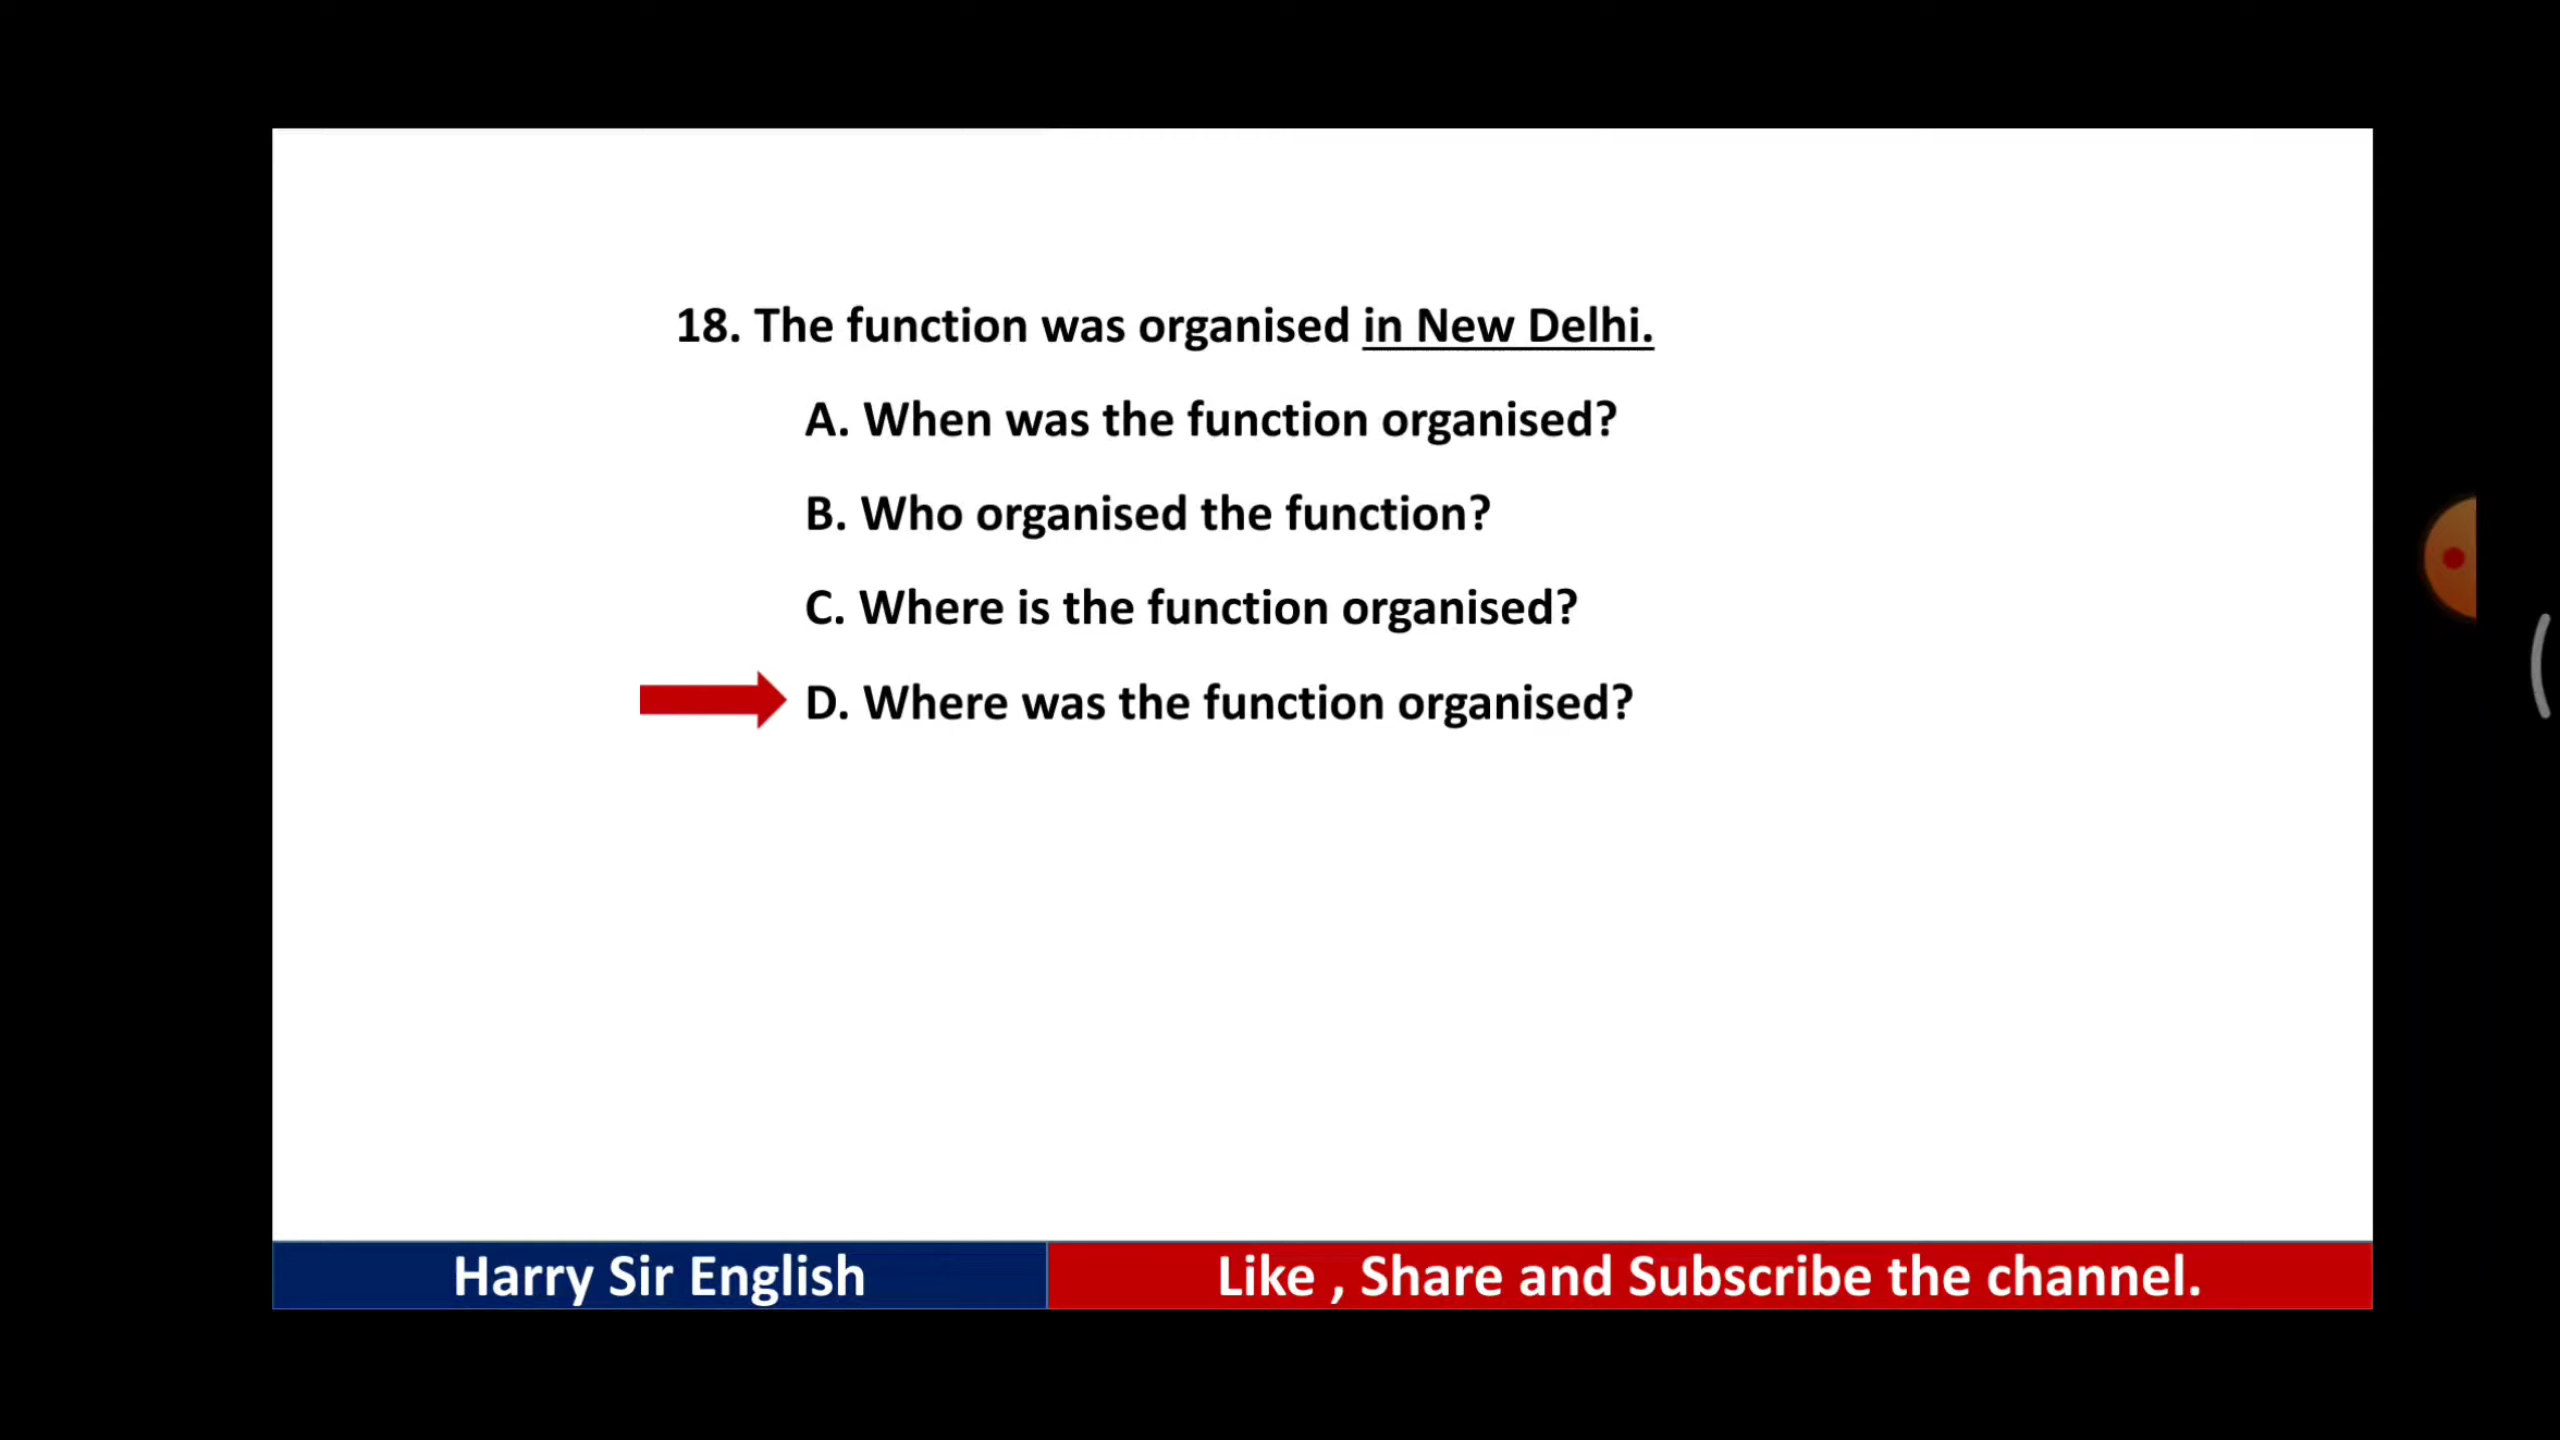 18. The function was organised in New Delhi.
A. When was the function organised?
B. Who organised the function?
C. Where is the function organised?
D. Where was the function organised?
Harry Sir English
Like , Share and Subscribe the channel.